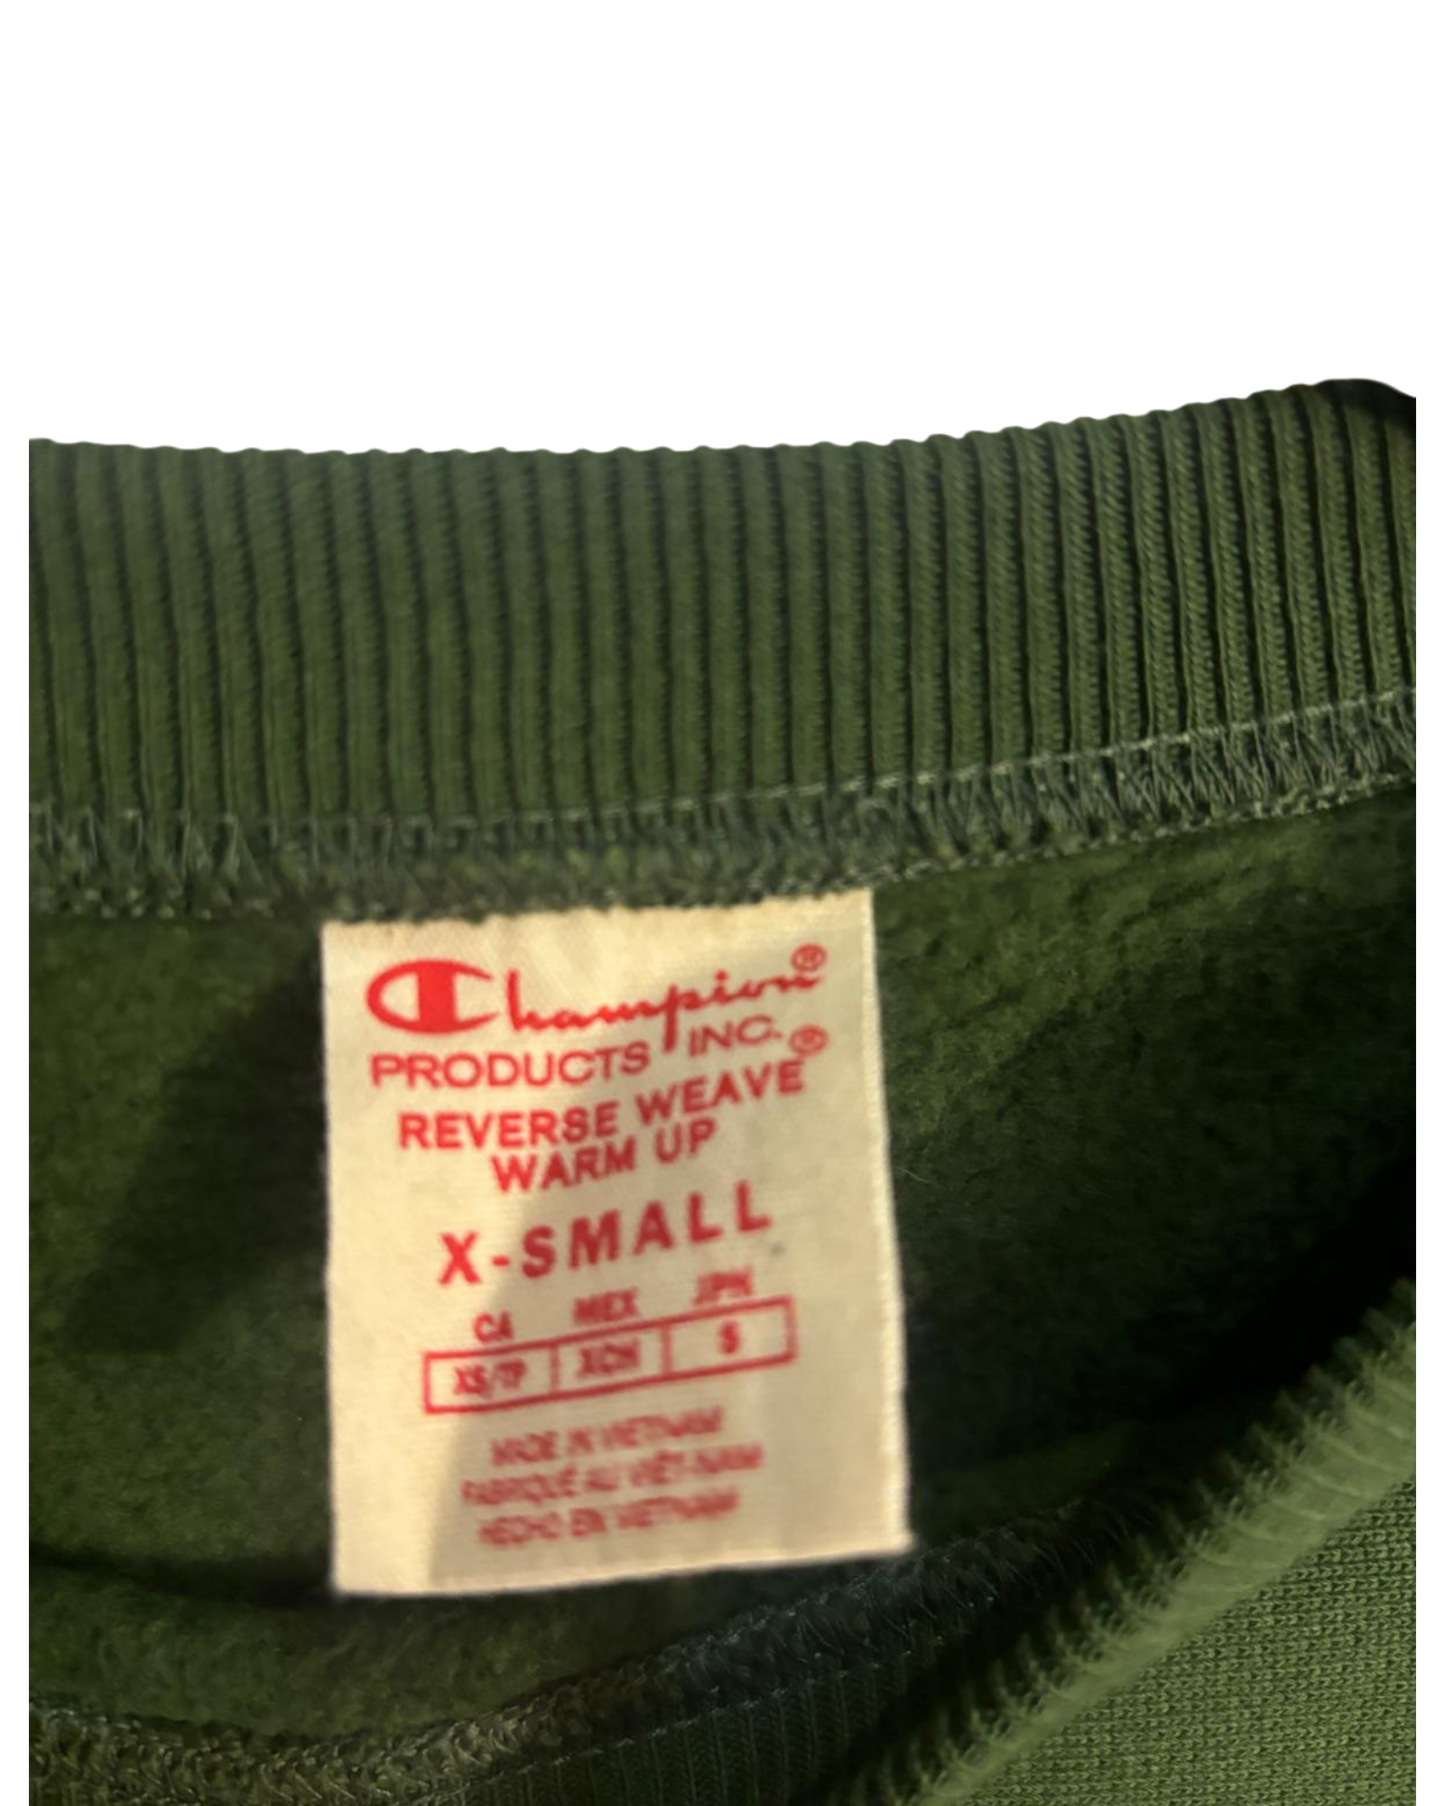 Champion®
PRODUCTS INC.
REVERSE WEAVE®
WARM UP
X-SMALL
CA MEX JPN
XS/TP XCH S
MADE IN VIETNAM
FABRIQUÉ AU VIÊT-NAM
HECHO EN VIETNAM